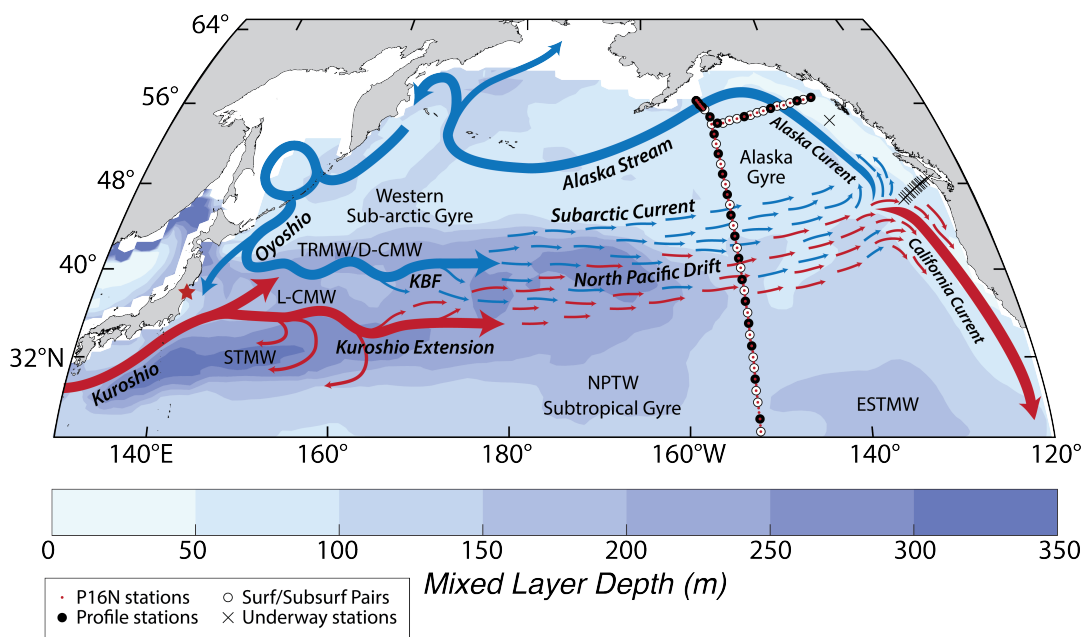 64°
56°
48°
40°
32°N
Alaska Stream
Alaska Current
Alaska
Gyre
Western
Sub-arctic Gyre
Subarctic Current
Oyoshio
TRMW/D-CMW
KBF
North Pacific Drift
California Current
L-CMW
STMW
Kuroshio Extension
Kuroshio
NPTW
Subtropical Gyre
ESTMW
140°E
160°
180°
160°W
140°
120°
0
50
100
150
200
250
300
350
Mixed Layer Depth (m)
P16N stations
Surf/Subsurf Pairs
Profile stations
Underway stations